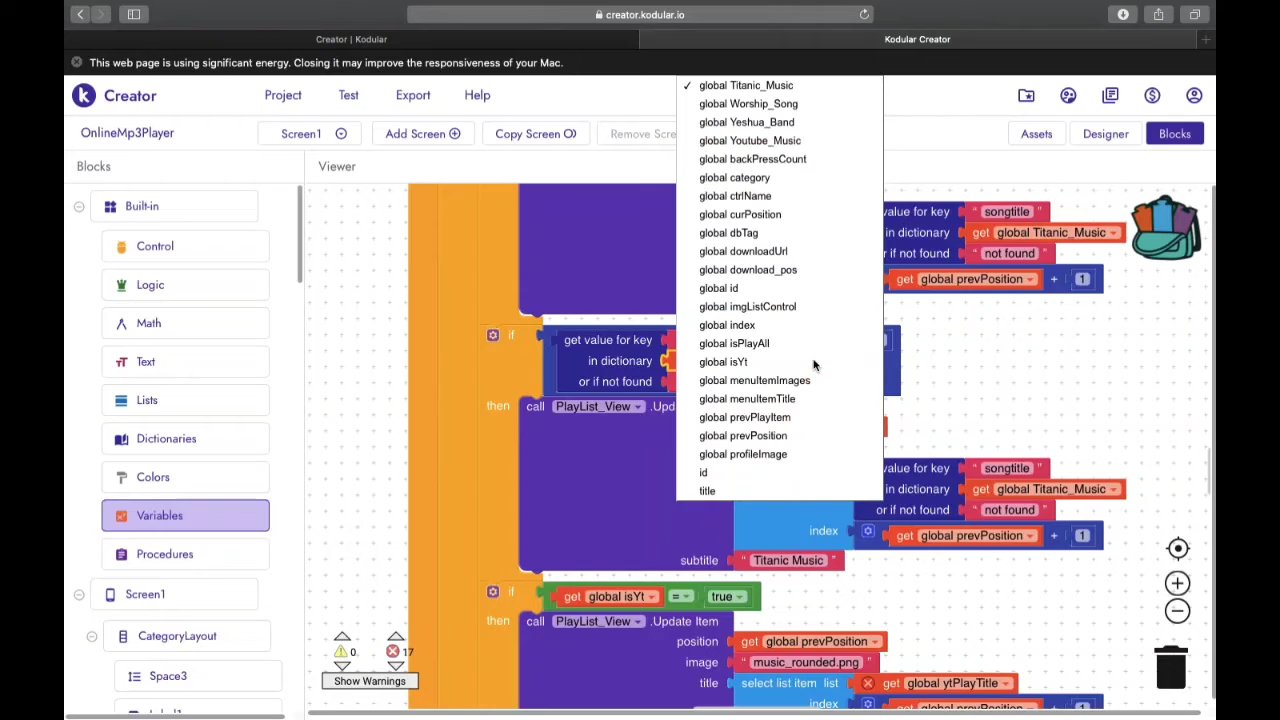 creator.kodular.io
Creator | Kodular
Kodular Creator
This web page is using significant energy. Closing it may improve the responsiveness of your Mac.
k Creator
Project
Test
Export
Help
OnlineMp3Player
Screen1
Add Screen
Copy Screen
Remove Scre
Assets
Designer
Blocks
Blocks
Viewer
Built-in
Control
Logic
Math
Text
Lists
Dictionaries
Colors
Variables
Procedures
Screen1
CategoryLayout
Space3
✓ global Titanic_Music
global Worship_Song
global Yeshua_Band
global Youtube_Music
global backPressCount
global category
global ctrlName
global curPosition
global dbTag
global downloadUrl
global download_pos
global id
global imgListControl
global index
global isPlayAll
global isYt
global menuItemImages
global menuItemTitle
global prevPlayItem
global prevPosition
global profileImage
id
title
value for key " songtitle "
in dictionary get global Titanic_Music
or if not found " not found "
get global prevPosition + 1
if get value for key
in dictionary
or if not found
then call PlayList_View .Upd
value for key " songtitle "
in dictionary get global Titanic_Music
or if not found " not found "
index get global prevPosition + 1
subtitle " Titanic Music "
if get global isYt = true
then call PlayList_View .Update Item
position get global prevPosition
image " music_rounded.png "
title select list item list get global ytPlayTitle
index get global prevPosition + 1
0
17
Show Warnings